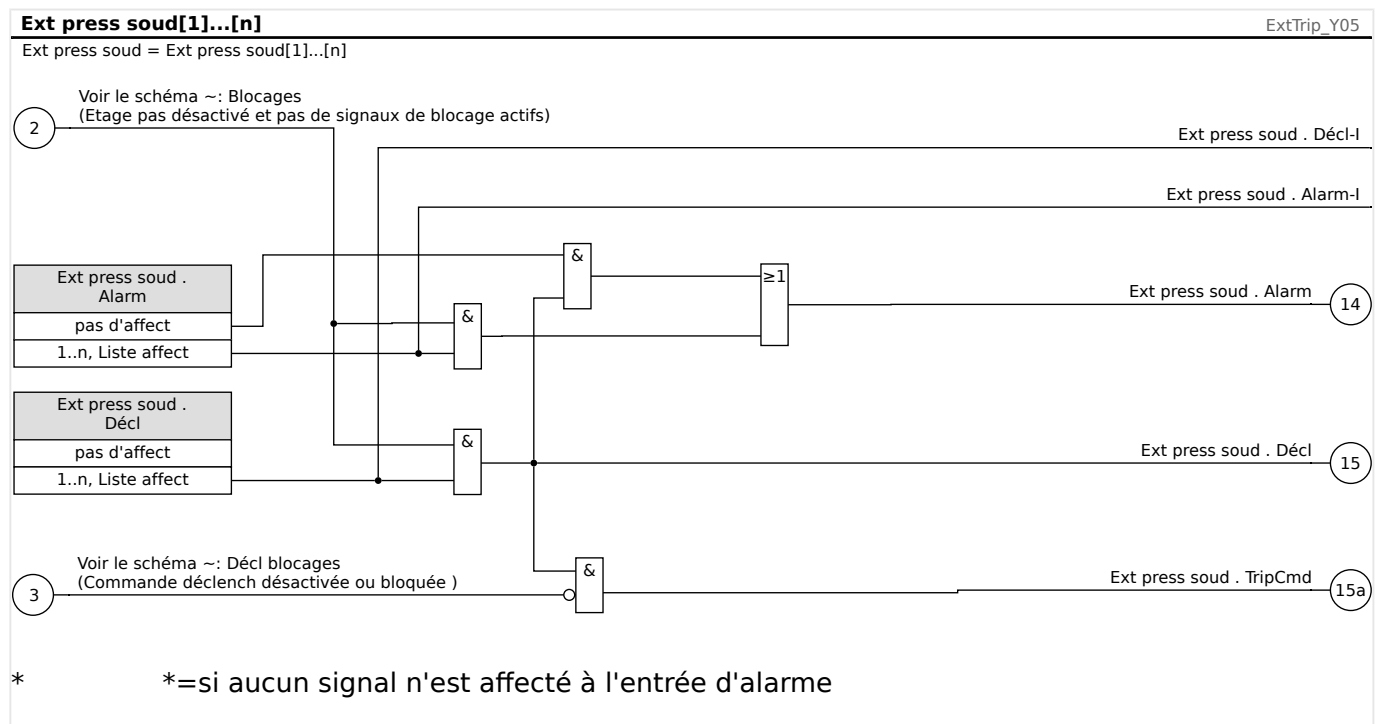 Ext press soud[1]...[n]
ExtTrip_Y05
Ext press soud = Ext press soud[1]...[n]
Voir le schéma ~: Blocages
(Etage pas désactivé et pas de signaux de blocage actifs)
2
Ext press soud . Décl-I
Ext press soud . Alarm-I
&
Ext press soud .
Alarm
≥1
Ext press soud . Alarm
14
pas d'affect
&
1..n, Liste affect
Ext press soud .
Décl
pas d'affect
&
Ext press soud . Décl
15
1..n, Liste affect
Voir le schéma ~: Décl blocages
(Commande déclench désactivée ou bloquée )
3
&
Ext press soud . TripCmd
15a
* *=si aucun signal n'est affecté à l'entrée d'alarme